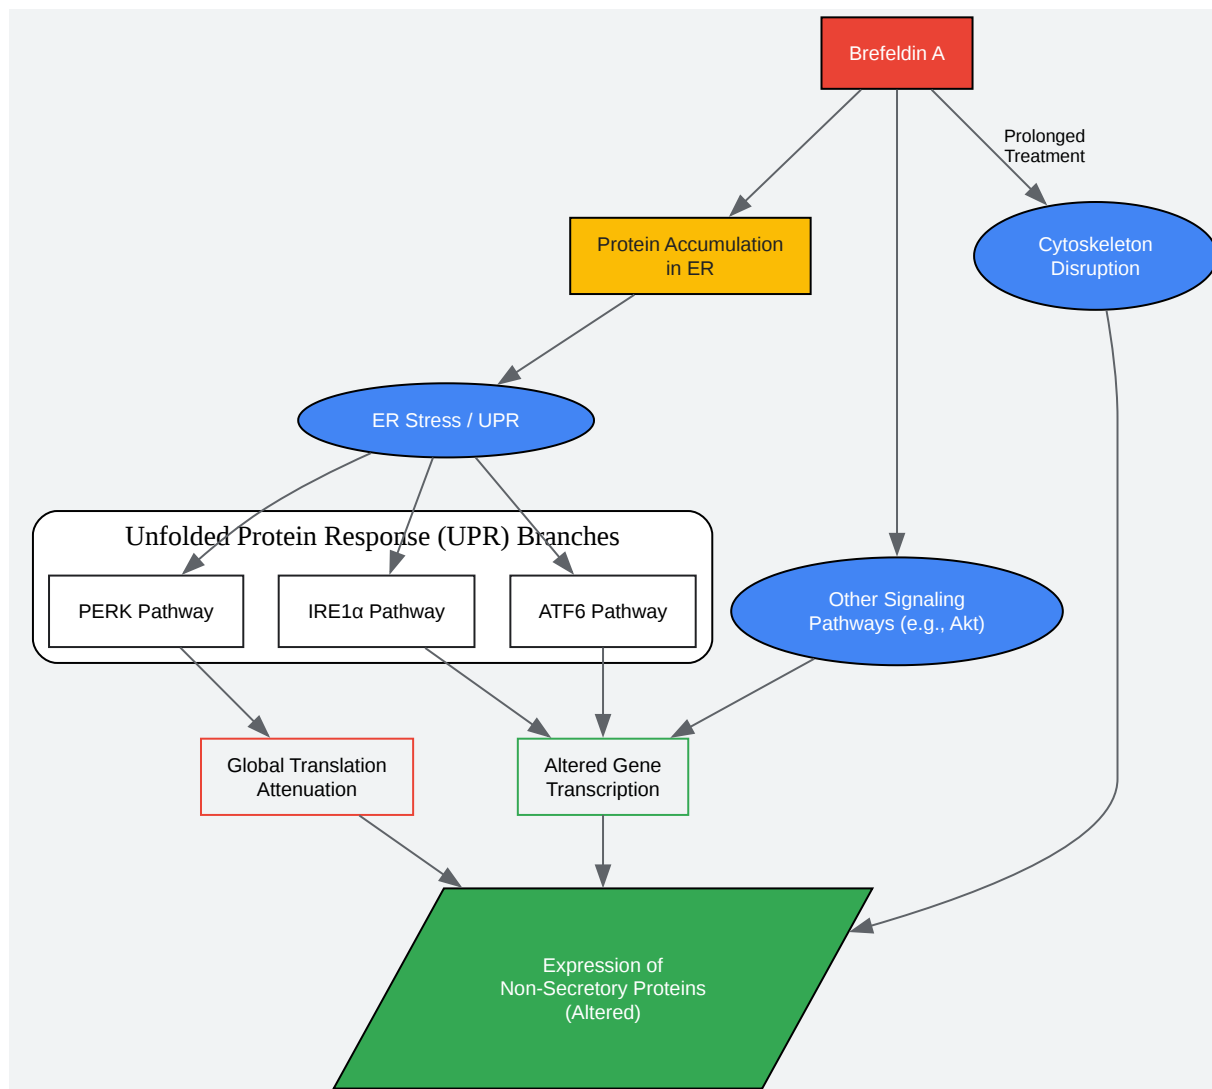 Brefeldin A
Prolonged
Treatment
Protein Accumulation
in ER
Cytoskeleton
Disruption
ER Stress / UPR
Unfolded Protein Response (UPR) Branches
PERK Pathway
IRE1α Pathway
ATF6 Pathway
Other Signaling
Pathways (e.g., Akt)
Global Translation
Attenuation
Altered Gene
Transcription
Expression of
Non-Secretory Proteins
(Altered)